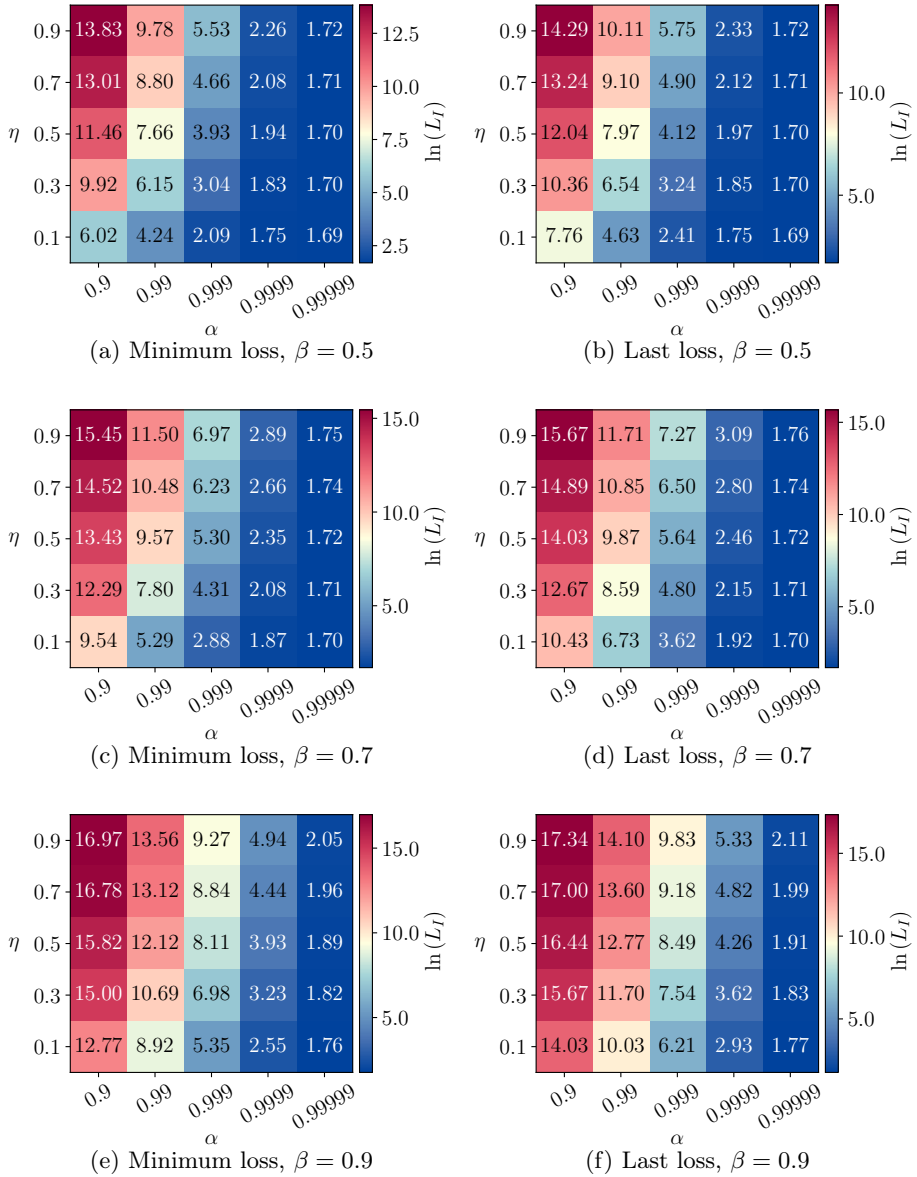 0.9 13.83 9.78 5.53 2.26 1.72
0.7 13.01 8.80 4.66 2.08 1.71
η 0.5 11.46 7.66 3.93 1.94 1.70
0.3 9.92 6.15 3.04 1.83 1.70
0.1 6.02 4.24 2.09 1.75 1.69
0.9 0.99 0.999 0.9999 0.99999
α
12.5
10.0
7.5
5.0
2.5
ln (L_I)
(a) Minimum loss, β = 0.5
0.9 14.29 10.11 5.75 2.33 1.72
0.7 13.24 9.10 4.90 2.12 1.71
η 0.5 12.04 7.97 4.12 1.97 1.70
0.3 10.36 6.54 3.24 1.85 1.70
0.1 7.76 4.63 2.41 1.75 1.69
0.9 0.99 0.999 0.9999 0.99999
α
10.0
5.0
ln (L_I)
(b) Last loss, β = 0.5
0.9 15.45 11.50 6.97 2.89 1.75
0.7 14.52 10.48 6.23 2.66 1.74
η 0.5 13.43 9.57 5.30 2.35 1.72
0.3 12.29 7.80 4.31 2.08 1.71
0.1 9.54 5.29 2.88 1.87 1.70
0.9 0.99 0.999 0.9999 0.99999
α
15.0
10.0
5.0
ln (L_I)
(c) Minimum loss, β = 0.7
0.9 15.67 11.71 7.27 3.09 1.76
0.7 14.89 10.85 6.50 2.80 1.74
η 0.5 14.03 9.87 5.64 2.46 1.72
0.3 12.67 8.59 4.80 2.15 1.71
0.1 10.43 6.73 3.62 1.92 1.70
0.9 0.99 0.999 0.9999 0.99999
α
15.0
10.0
5.0
ln (L_I)
(d) Last loss, β = 0.7
0.9 16.97 13.56 9.27 4.94 2.05
0.7 16.78 13.12 8.84 4.44 1.96
η 0.5 15.82 12.12 8.11 3.93 1.89
0.3 15.00 10.69 6.98 3.23 1.82
0.1 12.77 8.92 5.35 2.55 1.76
0.9 0.99 0.999 0.9999 0.99999
α
15.0
10.0
5.0
ln (L_I)
(e) Minimum loss, β = 0.9
0.9 17.34 14.10 9.83 5.33 2.11
0.7 17.00 13.60 9.18 4.82 1.99
η 0.5 16.44 12.77 8.49 4.26 1.91
0.3 15.67 11.70 7.54 3.62 1.83
0.1 14.03 10.03 6.21 2.93 1.77
0.9 0.99 0.999 0.9999 0.99999
α
15.0
10.0
5.0
ln (L_I)
(f) Last loss, β = 0.9